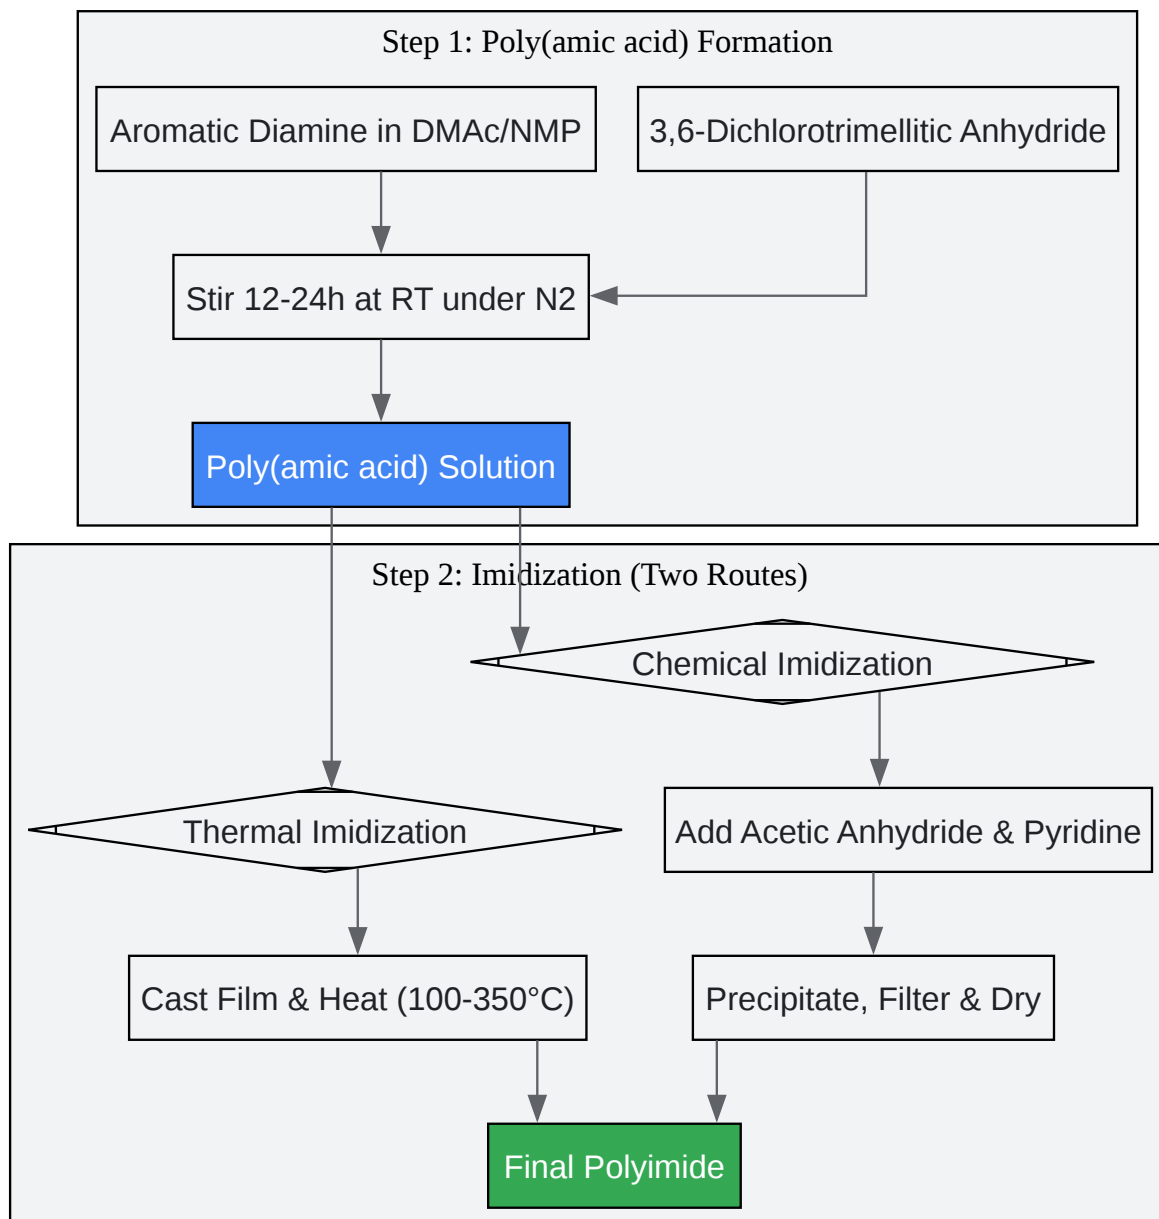 Step 1: Poly(amic acid) Formation
Aromatic Diamine in DMAc/NMP
3,6-Dichlorotrimellitic Anhydride
Stir 12-24h at RT under N2
Poly(amic acid) Solution
Step 2: Imidization (Two Routes)
Chemical Imidization
Thermal Imidization
Add Acetic Anhydride & Pyridine
Cast Film & Heat (100-350°C)
Precipitate, Filter & Dry
Final Polyimide